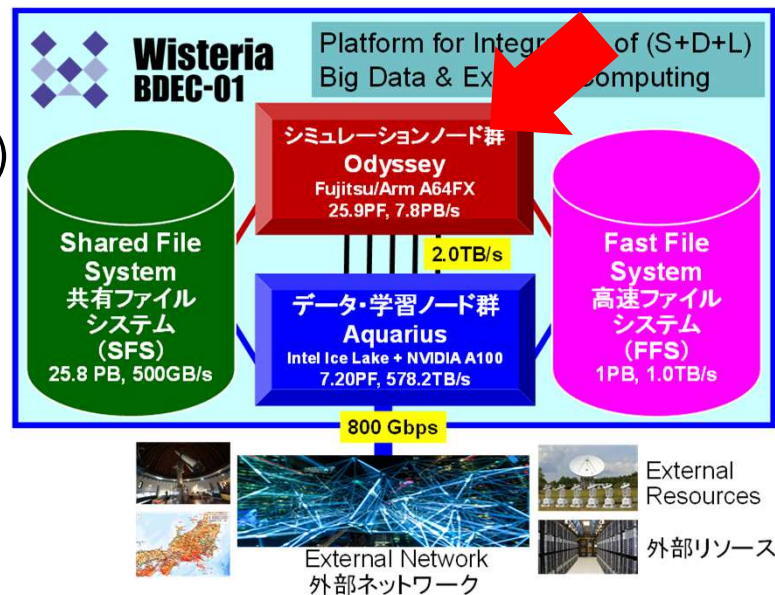 Wisteria
BDEC-01
Platform for Integr of (S+D+L)
Big Data & Ex omputing
)
シミュレーションノード群
Odyssey
Fujitsu/Arm A64FX
25.9PF, 7.8PB/s
Shared File
System
共有ファイル
システム
(SFS)
25.8 PB, 500GB/s
2.0TB/s
データ・学習ノード群
Aquarius
Intel Ice Lake + NVIDIA A100
7.20PF, 578.2TB/s
Fast File
System
高速ファイル
システム
(FFS)
1PB, 1.0TB/s
800 Gbps
External Network
外部ネットワーク
External
Resources
外部リソース